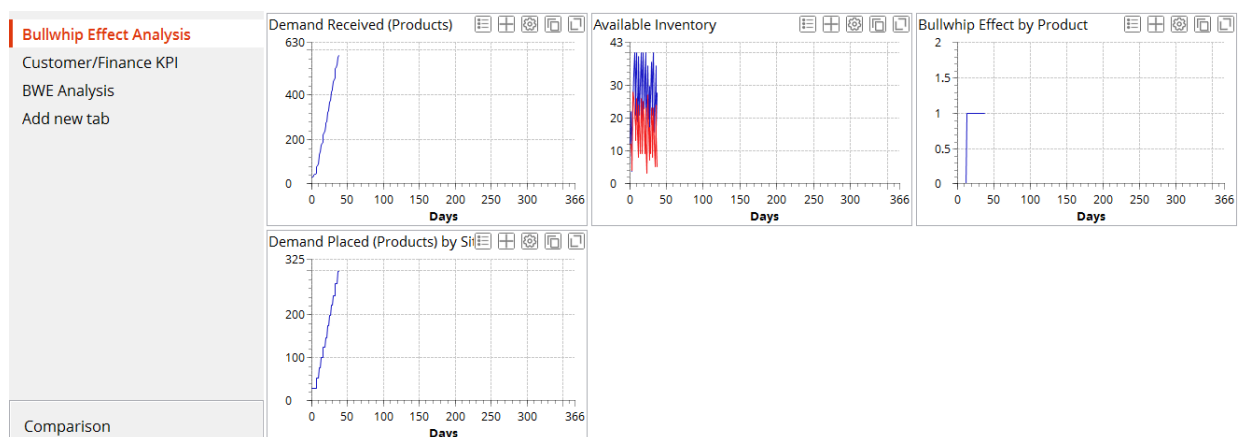 Bullwhip Effect Analysis
Customer/Finance KPI
BWE Analysis
Add new tab
Comparison
Demand Received (Products)
630
400
200
0
0 50 100 150 200 250 300 366
Days
Available Inventory
43
30
20
10
0
0 50 100 150 200 250 300 366
Days
Bullwhip Effect by Product
2
1.5
1
0.5
0
0 50 100 150 200 250 300 366
Days
Demand Placed (Products) by Sit
325
200
100
0
0 50 100 150 200 250 300 366
Days